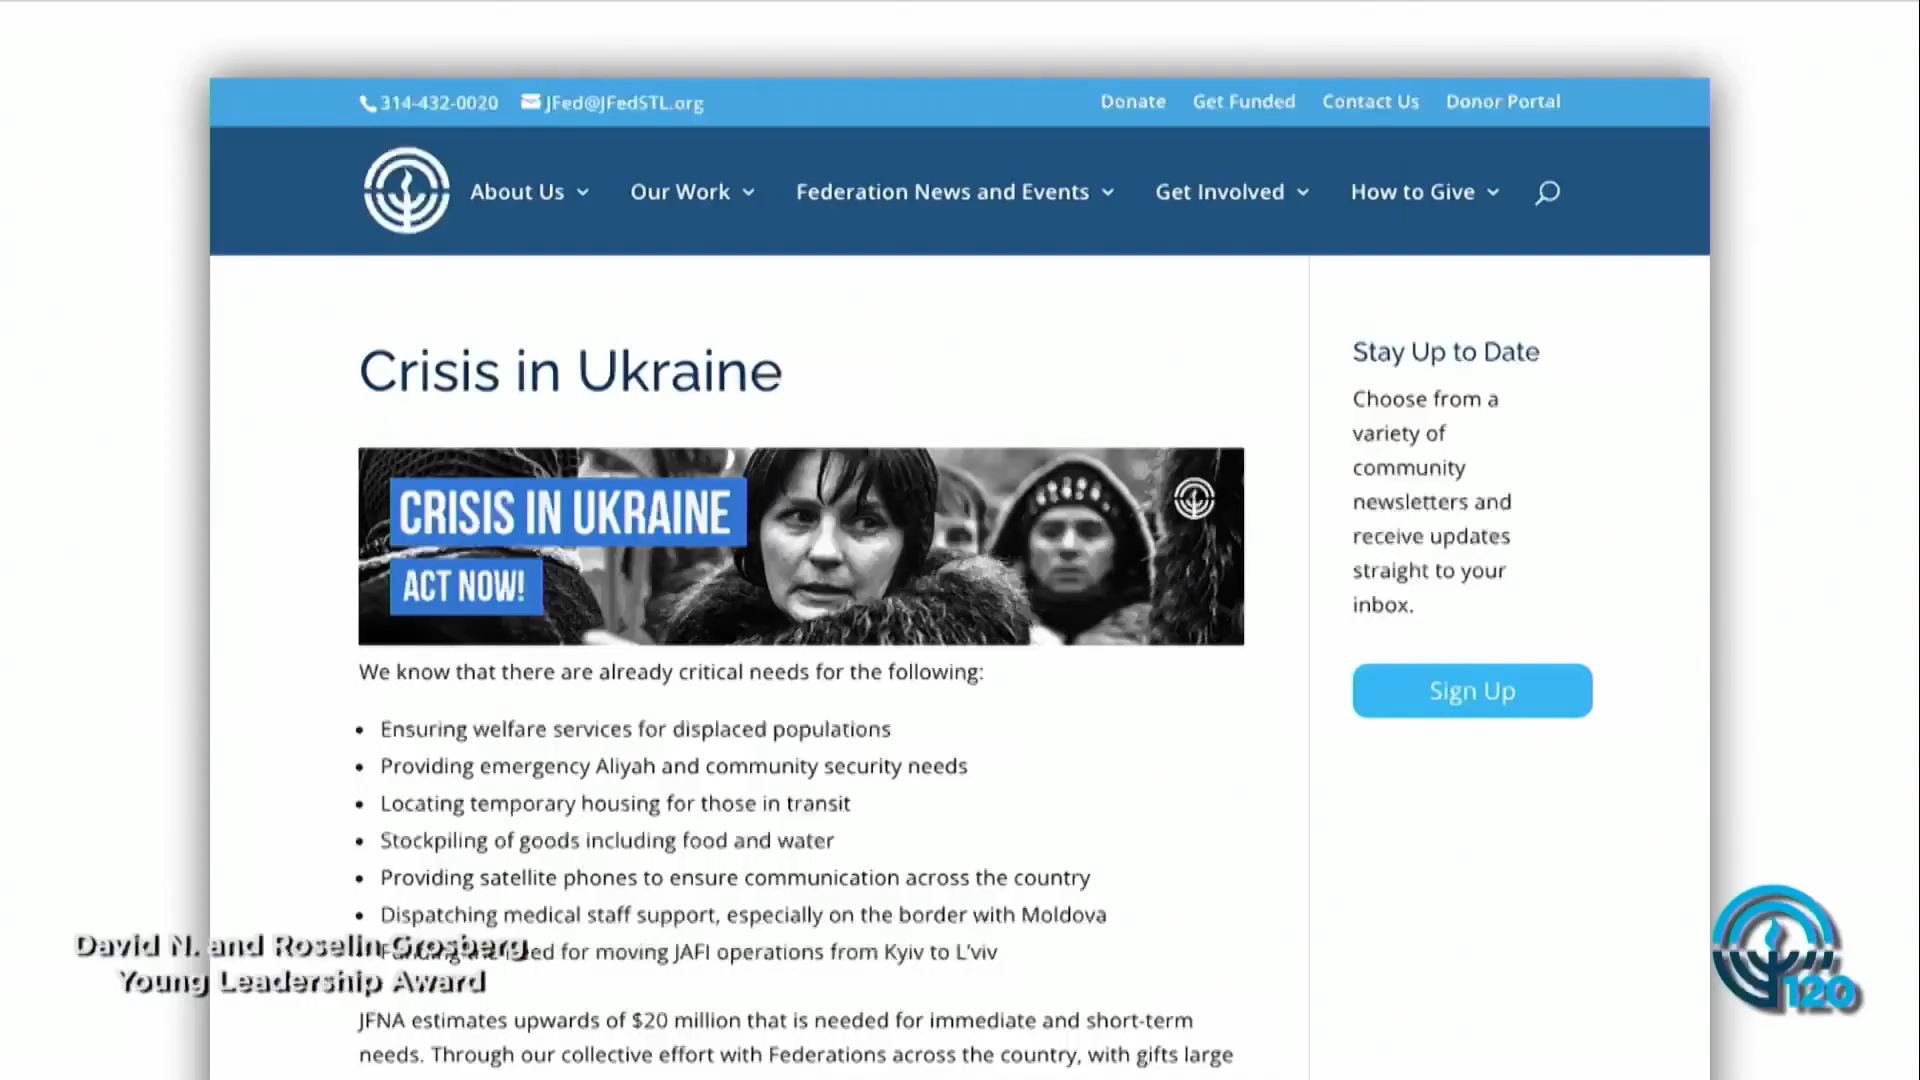 314-432-0020 JFed@JFedSTL.org Donate Get Funded Contact Us Donor Portal
About Us Our Work Federation News and Events Get Involved How to Give
Crisis in Ukraine
CRISIS IN UKRAINE
ACT NOW!
We know that there are already critical needs for the following:
• Ensuring welfare services for displaced populations
• Providing emergency Aliyah and community security needs
• Locating temporary housing for those in transit
• Stockpiling of goods including food and water
• Providing satellite phones to ensure communication across the country
• Dispatching medical staff support, especially on the border with Moldova
• need for moving JAFI operations from Kyiv to L'viv
JFNA estimates upwards of $20 million that is needed for immediate and short-term
needs. Through our collective effort with Federations across the country, with gifts large
Stay Up to Date
Choose from a
variety of
community
newsletters and
receive updates
straight to your
inbox.
Sign Up
David N. and Roselin Grosberg
Young Leadership Award
120